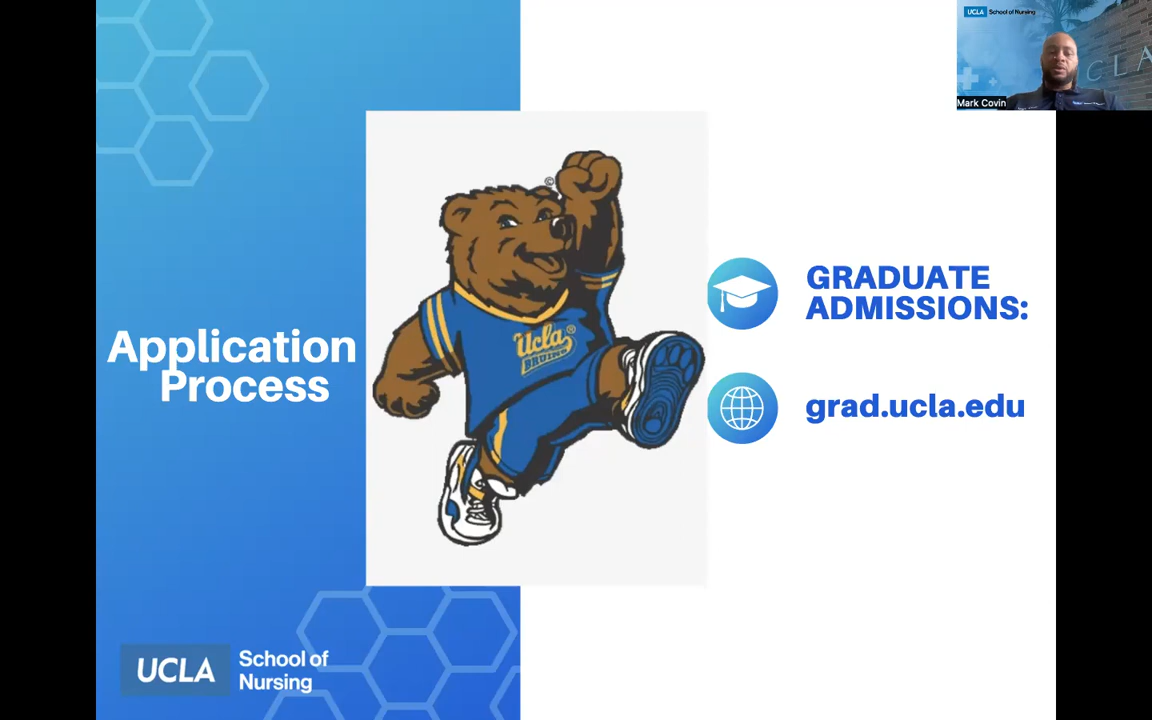 UCLA School of Nursing
UCLA
Mark Covin
©
Ucla®
BRUINS
GRADUATE
ADMISSIONS:
Application
Process
grad.ucla.edu
UCLA
School of
Nursing